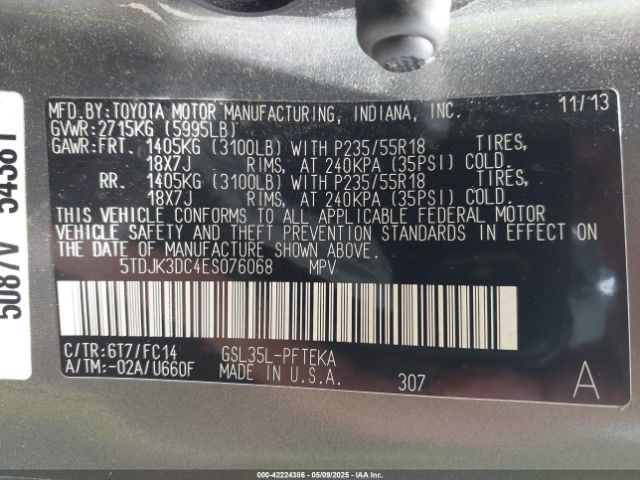 MFD.BY:TOYOTA MOTOR MANUFACTURING, INDIANA, INC. 11/13
GVWR:2715KG (5995LB)
GAWR:FRT. 1405KG (3100LB) WITH P235/55R18 TIRES,
18X7J RIMS, AT 240KPA (35PSI) COLD.
RR. 1405KG (3100LB) WITH P235/55R18 TIRES,
18X7J RIMS, AT 240KPA (35PSI) COLD.
THIS VEHICLE CONFORMS TO ALL APPLICABLE FEDERAL MOTOR
VEHICLE SAFETY AND THEFT PREVENTION STANDARDS IN EFFECT ON
THE DATE OF MANUFACTURE SHOWN ABOVE.
5TDJK3DC4ES076068 MPV
C/TR:6T7/FC14 GSL35L-PFTEKA
A/TM:-02A/U660F MADE IN U.S.A. 307 A
5087V 54381
000-42224386 - 05/09/2025 - IAAI.COM